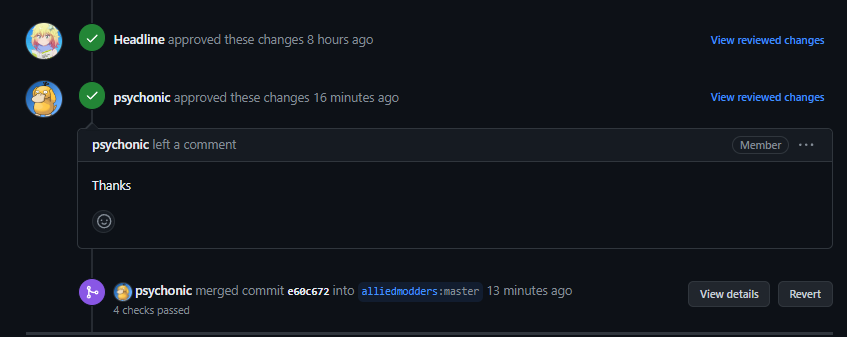 Headline approved these changes 8 hours ago View reviewed changes
psychonic approved these changes 16 minutes ago View reviewed changes
psychonic left a comment Member ...
Thanks
psychonic merged commit e60c672 into alliedmodders:master 13 minutes ago View details Revert
4 checks passed